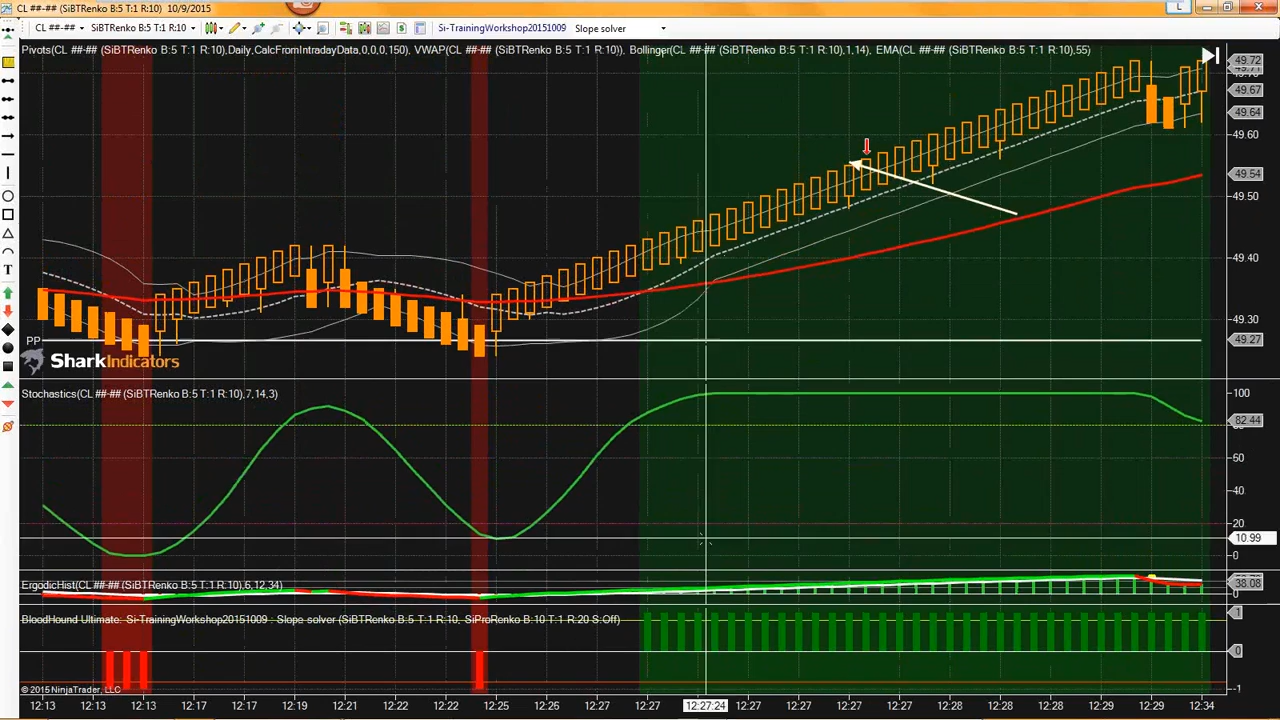 CL ##-## (SiBTRenko B:5 T:1 R:10) 10/9/2015
L
CL ##-## SiBTRenko B:5 T:1 R:10 Si-TrainingWorkshop20151009 Slope solver
T
Pivots(CL ##-## (SiBTRenko B:5 T:1 R:10),Daily,CalcFromIntradayData,0,0,0,150), VWAP(CL ##-## (SiBTRenko B:5 T:1 R:10)), Bollinger(CL ##-## (SiBTRenko B:5 T:1 R:10),1,14), EMA(CL ##-## (SiBTRenko B:5 T:1 R:10),55)
49.72
49.67
49.64
49.60
49.54
49.50
49.40
49.30
PP
49.27
SharkIndicators
Stochastics(CL ##-## (SiBTRenko B:5 T:1 R:10),7,14,3)
100
82.44
60
40
20
10.99
0
ErgodicHist(CL ##-## (SiBTRenko B:5 T:1 R:10),6,12,34)
38.08
0
BloodHound Ultimate: Si-TrainingWorkshop20151009 : Slope solver (SiBTRenko B:5 T:1 R:10, SiProRenko B:10 T:1 R:20 S:Off)
1
0
-1
© 2015 NinjaTrader, LLC
12:13 12:13 12:13 12:17 12:17 12:19 12:21 12:22 12:24 12:25 12:26 12:27 12:27 12:27:24 12:27 12:27 12:27 12:28 12:28 12:28 12:29 12:29 12:34